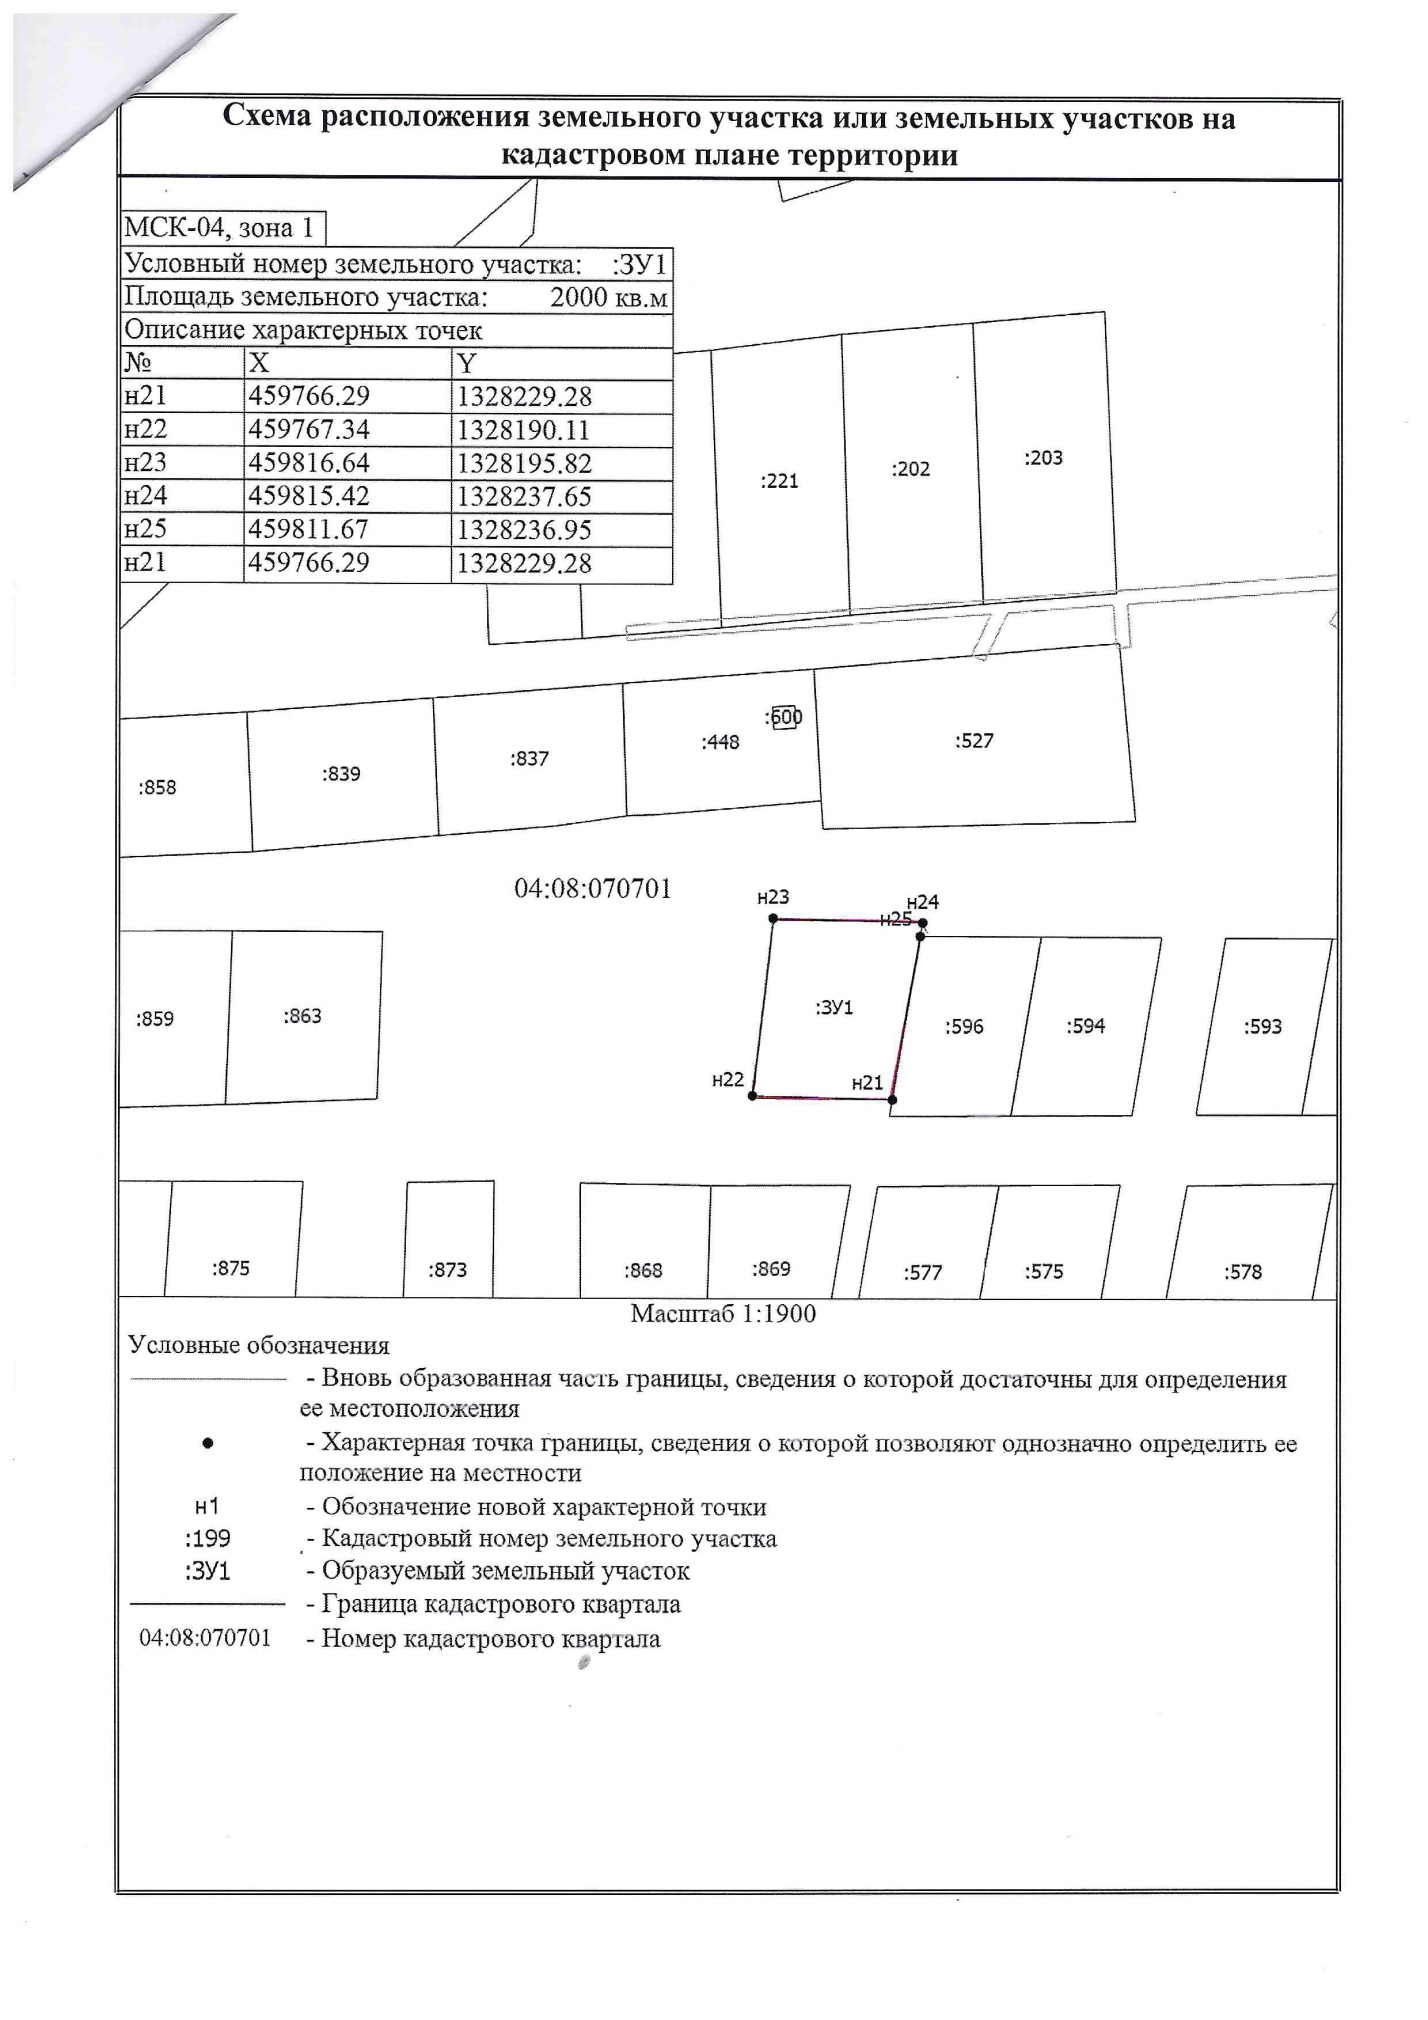 Схема расположения земельного участка или земельных участков на
кадастровом плане территории
МСК-04, зона 1
Условный номер земельного участка: :ЗУ1
Площадь земельного участка: 2000 кв.м
Описание характерных точек
№ X Y
н21 459766.29 1328229.28
н22 459767.34 1328190.11
н23 459816.64 1328195.82
н24 459815.42 1328237.65
н25 459811.67 1328236.95
н21 459766.29 1328229.28
:221 :202 :203
:858 :839 :837 :448 :600 :527
04:08:070701
н23 н24
н25
:859 :863 :ЗУ1 :596 :594 :593
н22 н21
:875 :873 :868 :869 :577 :575 :578
Масштаб 1:1900
Условные обозначения
- Вновь образованная часть границы, сведения о которой достаточны для определения
ее местоположения
- Характерная точка границы, сведения о которой позволяют однозначно определить ее
положение на местности
н1 - Обозначение новой характерной точки
:199 - Кадастровый номер земельного участка
:ЗУ1 - Образуемый земельный участок
- Граница кадастрового квартала
04:08:070701 - Номер кадастрового квартала